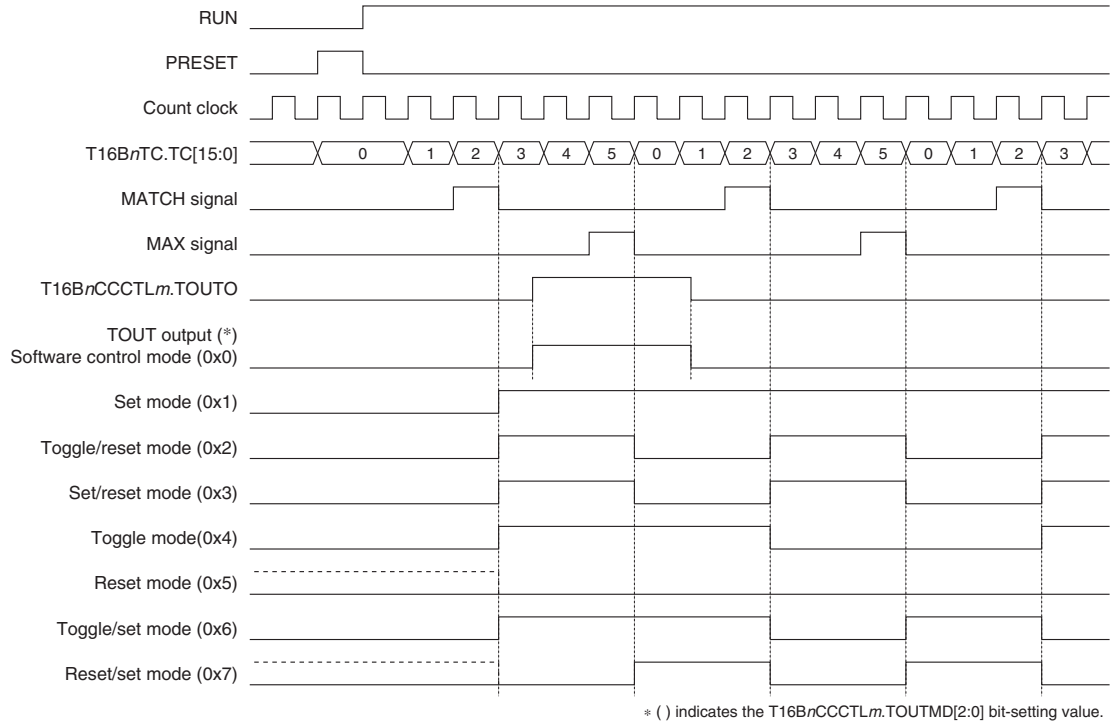 RUN
PRESET
Count clock
T16BnTC.TC[15:0] 0 1 2 3 4 5 0 1 2 3 4 5 0 1 2 3
MATCH signal
MAX signal
T16BnCCCTLm.TOUTO
TOUT output (*)
Software control mode (0x0)
Set mode (0x1)
Toggle/reset mode (0x2)
Set/reset mode (0x3)
Toggle mode(0x4)
Reset mode (0x5)
Toggle/set mode (0x6)
Reset/set mode (0x7)
* ( ) indicates the T16BnCCCTLm.TOUTMD[2:0] bit-setting value.